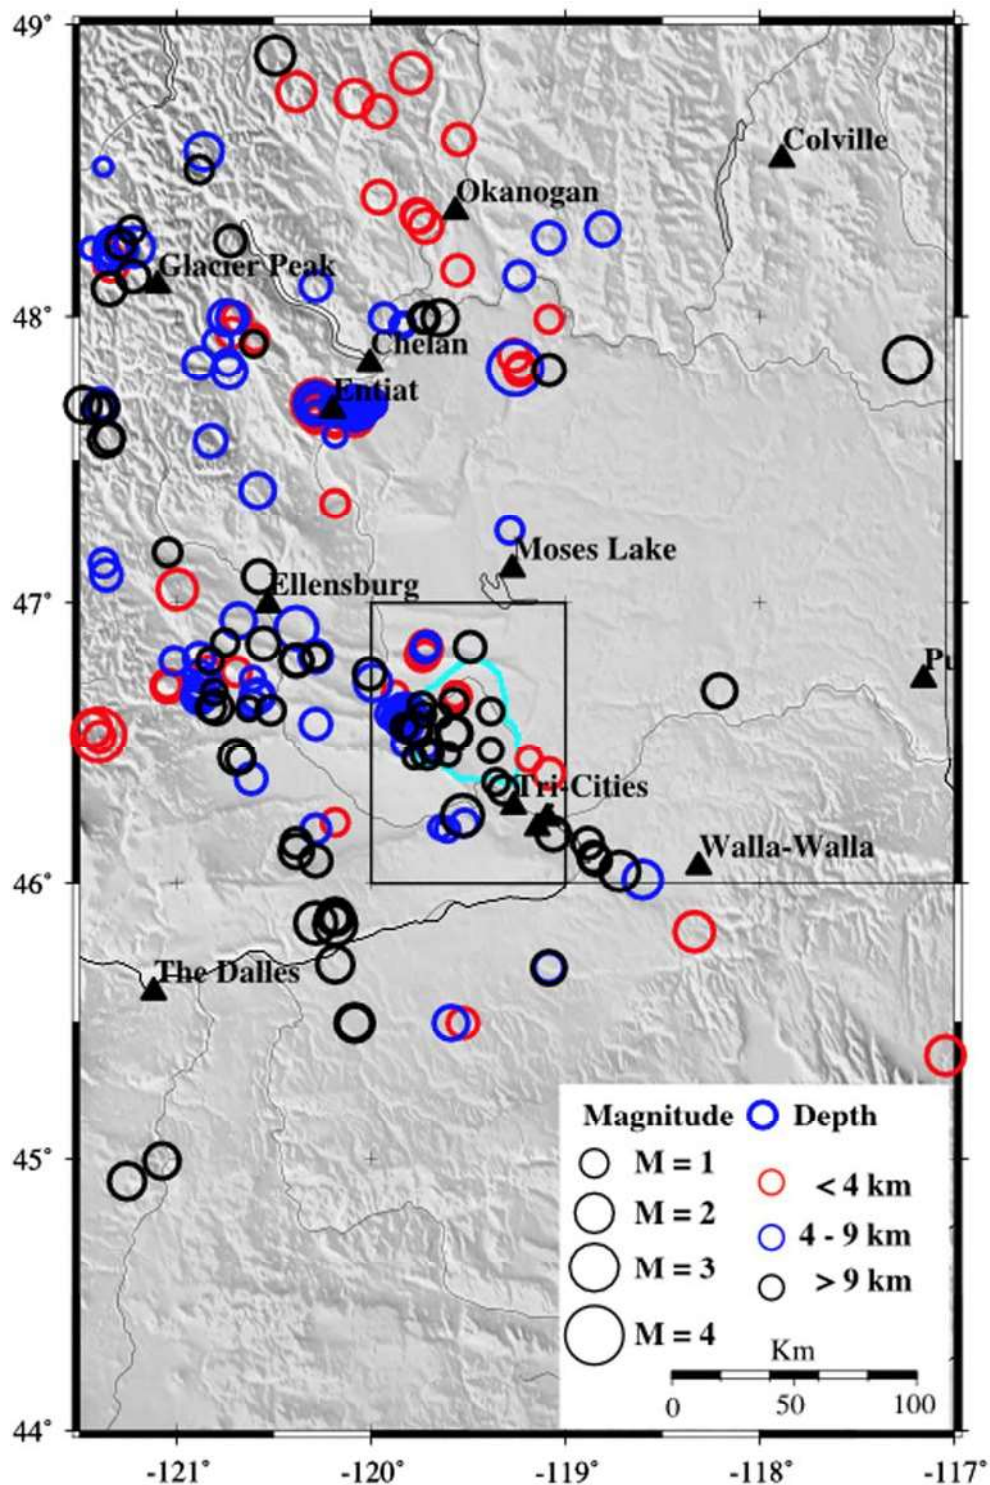 49°
Colville
Okanogan
Glacier Peak
48°
Chelan
Entiat
Moses Lake
47°
Ellensburg
Pu
Tri-Cities
Walla-Walla
46°
The Dalles
Magnitude Depth
45°
M = 1
< 4 km
M = 2
4 - 9 km
M = 3
> 9 km
M = 4
Km
0 50 100
44°
-121° -120° -119° -118° -117°